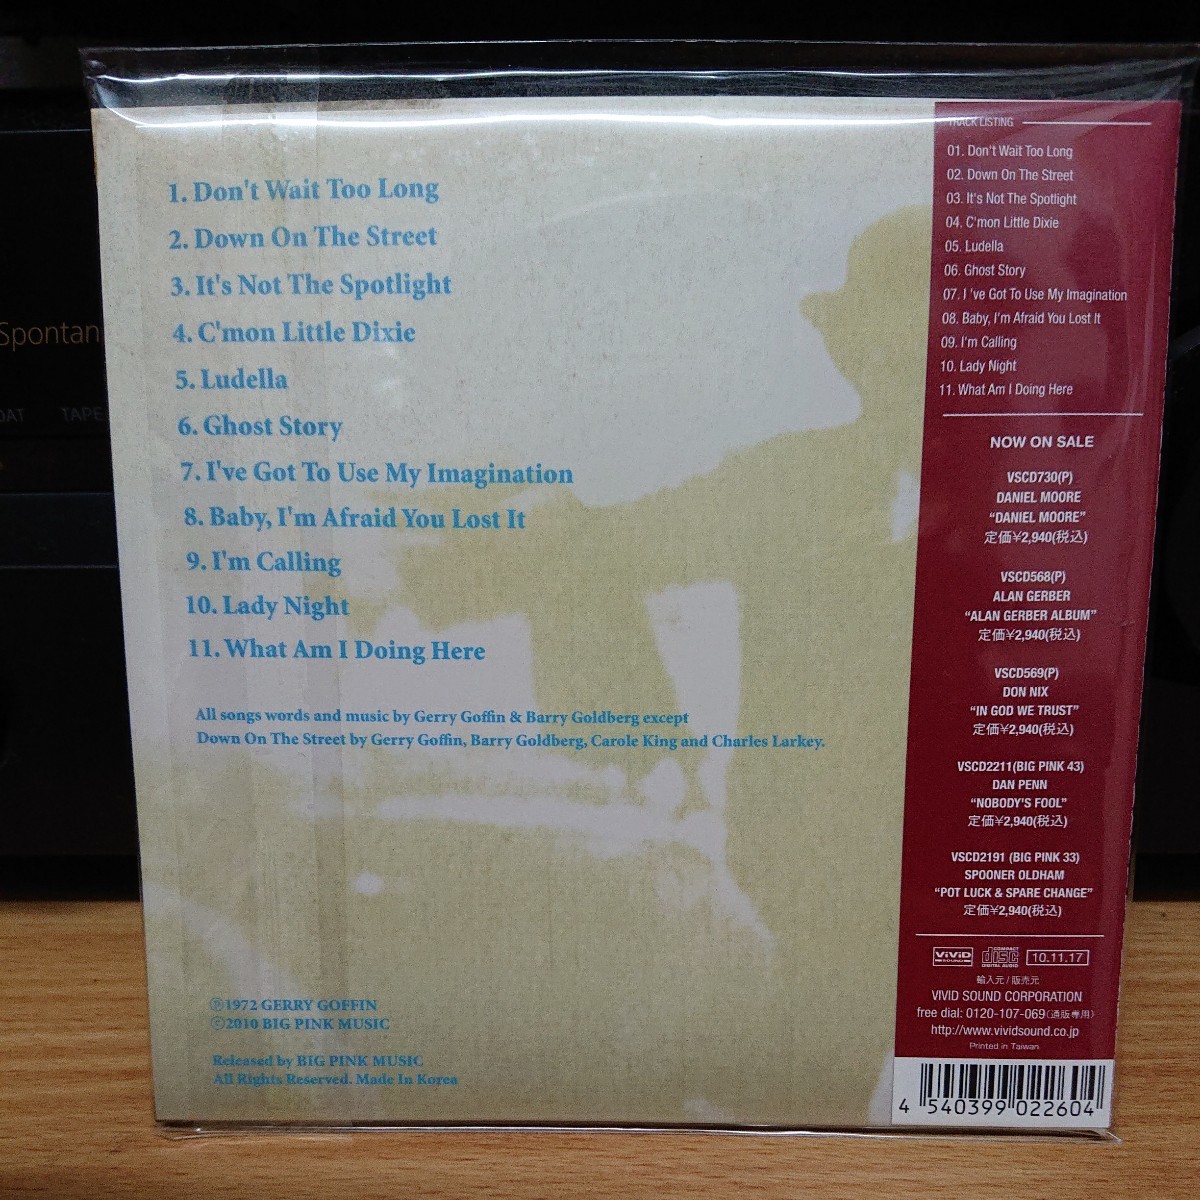 Spontan
DAT TAPE
1. Don't Wait Too Long
2. Down On The Street
3. It's Not The Spotlight
4. C'mon Little Dixie
5. Ludella
6. Ghost Story
7. I've Got To Use My Imagination
8. Baby, I'm Afraid You Lost It
9. I'm Calling
10. Lady Night
11. What Am I Doing Here
All songs words and music by Gerry Goffin & Barry Goldberg except
Down On The Street by Gerry Goffin, Barry Goldberg, Carole King and Charles Larkey.
Ⓟ1972 GERRY GOFFIN
©2010 BIG PINK MUSIC
Released by BIG PINK MUSIC
All Rights Reserved. Made In Korea
TRACK LISTING
01. Don't Wait Too Long
02. Down On The Street
03. It's Not The Spotlight
04. C'mon Little Dixie
05. Ludella
06. Ghost Story
07. I 've Got To Use My Imagination
08. Baby, I'm Afraid You Lost It
09. I'm Calling
10. Lady Night
11. What Am I Doing Here
NOW ON SALE
VSCD730(P)
DANIEL MOORE
“DANIEL MOORE”
定価¥2,940(税込)
VSCD568(P)
ALAN GERBER
“ALAN GERBER ALBUM”
定価¥2,940(税込)
VSCD569(P)
DON NIX
“IN GOD WE TRUST”
定価¥2,940(税込)
VSCD2211(BIG PINK 43)
DAN PENN
“NOBODY'S FOOL”
定価¥2,940(税込)
VSCD2191 (BIG PINK 33)
SPOONER OLDHAM
“POT LUCK & SPARE CHANGE”
定価¥2,940(税込)
ViViD SOUND COMPACT disc DIGITAL AUDIO 10.11.17
輸入元 / 販売元
VIVID SOUND CORPORATION
free dial: 0120-107-069(通販専用)
http://www.vividsound.co.jp
Printed in Taiwan
4 540399 022604